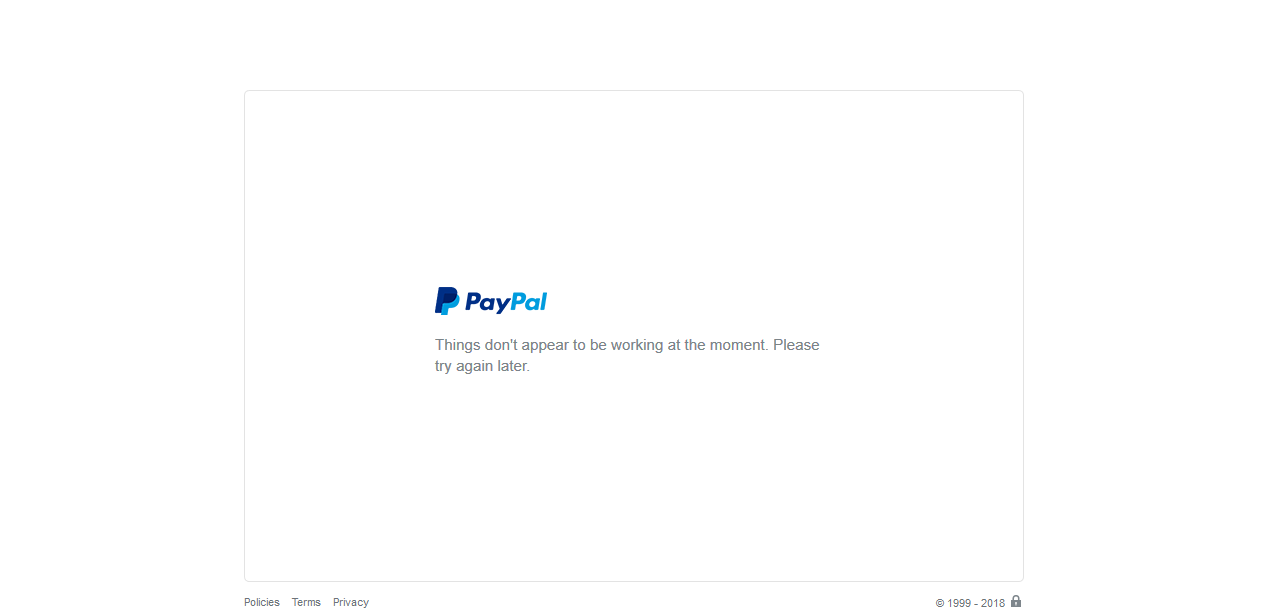 PayPal
Things don't appear to be working at the moment. Please
try again later.
Policies Terms Privacy © 1999 - 2018